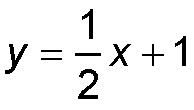 y = 1/2 x + 1